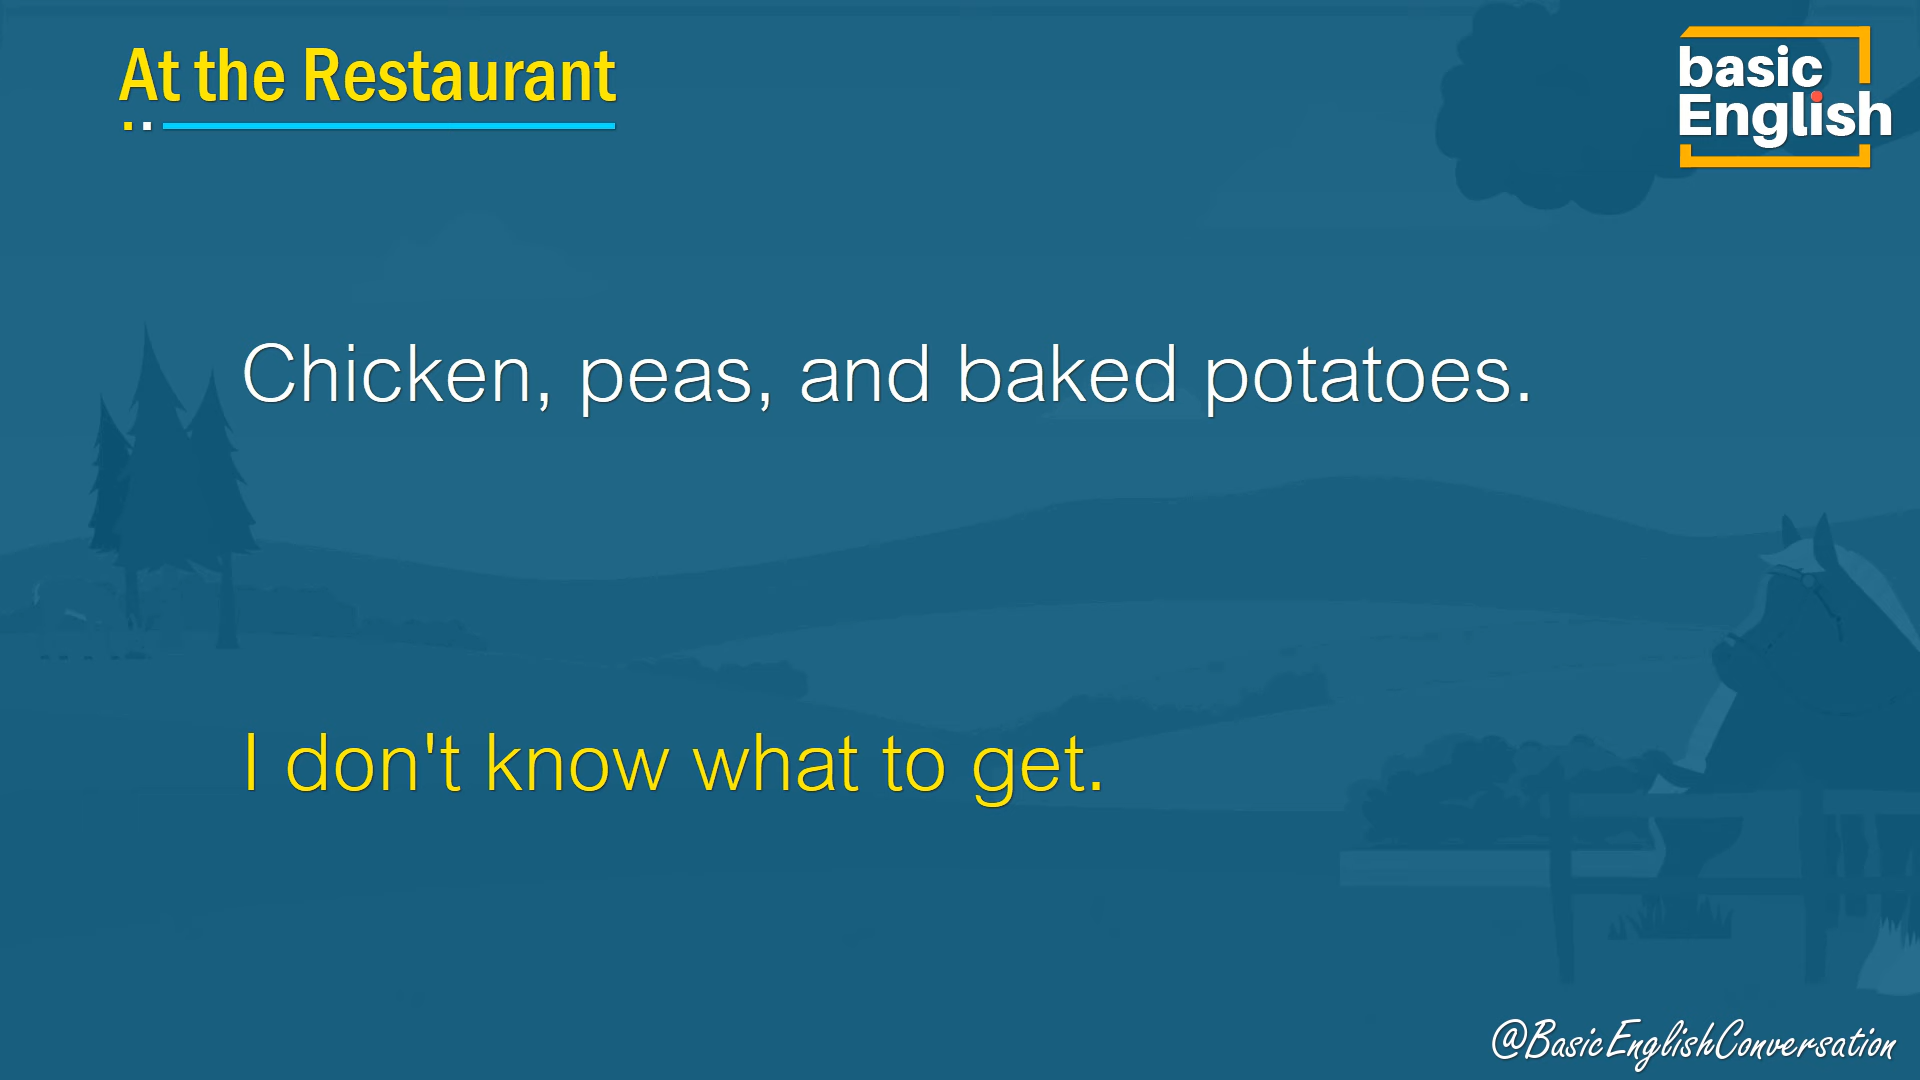 At the Restaurant
basic
English
Chicken, peas, and baked potatoes.
I don't know what to get.
@BasicEnglishConversation